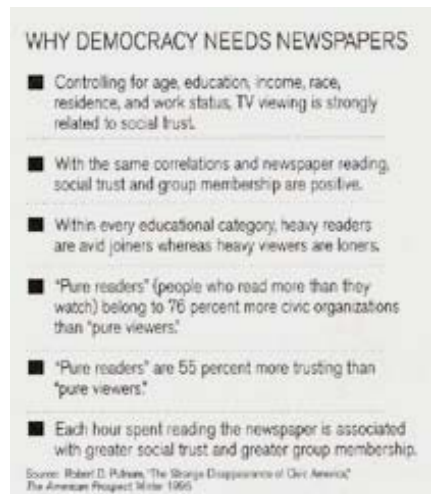 WHY DEMOCRACY NEEDS NEWSPAPERS
Controlling for age, education, income, race,
residence, and work status, TV viewing is strongly
related to social trust.
With the same correlations and newspaper reading,
social trust and group membership are positive.
Within every educational category, heavy readers
are avid joiners whereas heavy viewers are loners.
"Pure readers" (people who read more than they
watch) belong to 76 percent more civic organizations
than "pure viewers."
"Pure readers" are 55 percent more trusting than
"pure viewers."
Each hour spent reading the newspaper is associated
with greater social trust and greater group membership.
Source: Robert D. Putnam, "The Strange Disappearance of Civic America,"
The American Prospect Winter 1996